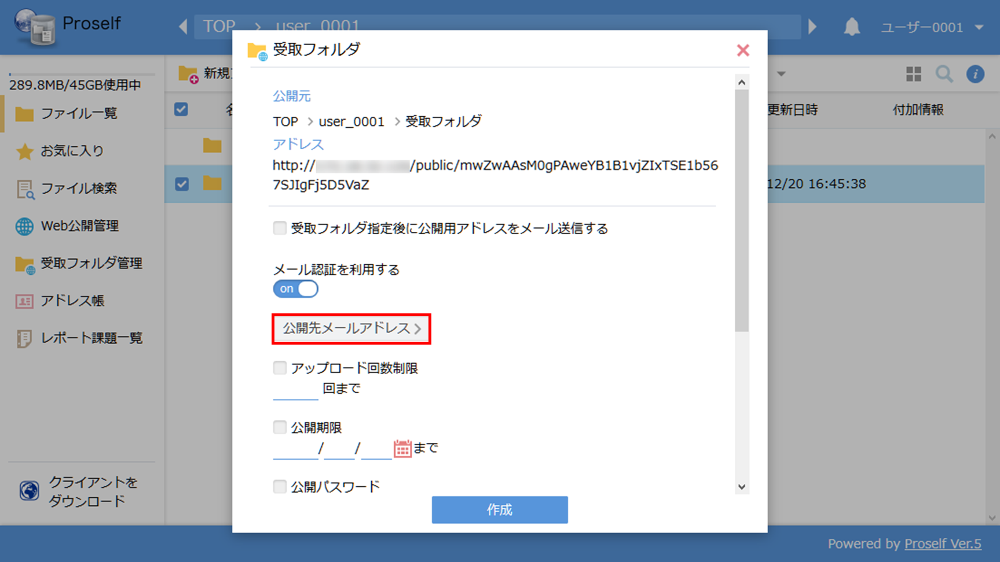 Proself
TOP > user_0001
ユーザー0001
289.8MB/45GB使用中
ファイル一覧
お気に入り
ファイル検索
Web公開管理
受取フォルダ管理
アドレス帳
レポート課題一覧
クライアントを
ダウンロード
新規
更新日時
付加情報
12/20 16:45:38
受取フォルダ
公開元
TOP > user_0001 > 受取フォルダ
アドレス
http:// /public/mwZwAAsM0gPAweYB1B1vjZIxTSE1b56
7SJIgFj5D5VaZ
受取フォルダ指定後に公開用アドレスをメール送信する
メール認証を利用する
on
公開先メールアドレス >
アップロード回数制限
回まで
公開期限
/ / まで
公開パスワード
作成
Powered by Proself Ver.5